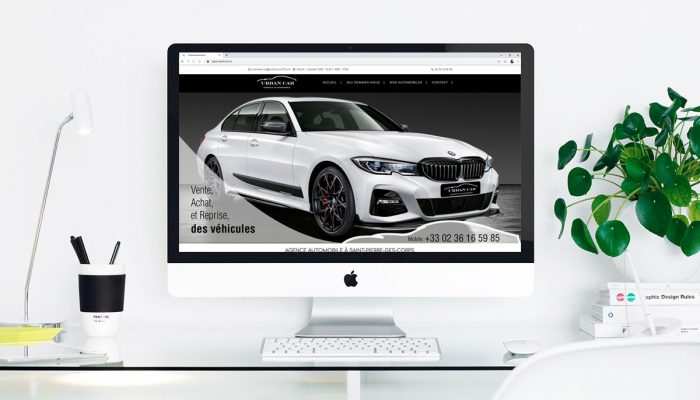 URBAN CAR
ACCUEIL | QUI SOMMES-NOUS | NOS AUTOMOBILES | CONTACT
URBAN CAR
Vente,
Achat,
et Reprise,
des véhicules
Mobile: +33 02 36 16 59 85
AGENCE AUTOMOBILE À SAINT-PIERRE-DES-CORPS
PANTONE
Graphic Design Rules